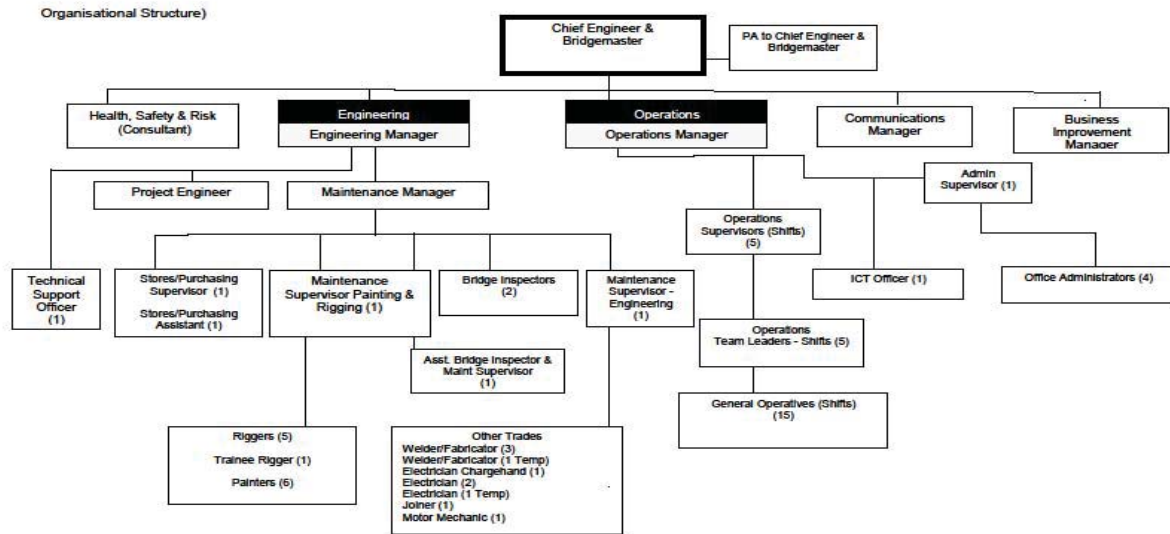 Organisational Structure)
Chief Engineer &
Bridgemaster
PA to Chief Engineer &
Bridgemaster
Health, Safety & Risk
(Consultant)
Engineering
Engineering Manager
Operations
Operations Manager
Communications
Manager
Business
Improvement
Manager
Project Engineer
Maintenance Manager
Admin
Supervisor (1)
Operations
Supervisors (Shifts)
(5)
Technical
Support
Officer
(1)
Stores/Purchasing
Supervisor (1)
Stores/Purchasing
Assistant (1)
Maintenance
Supervisor Painting &
Rigging (1)
Bridge Inspectors
(2)
Maintenance
Supervisor -
Engineering
(1)
ICT Officer (1)
Office Administrators (4)
Operations
Team Leaders - Shifts (5)
Asst. Bridge Inspector &
Maint Supervisor
(1)
General Operatives (Shifts)
(15)
Riggers (5)
Trainee Rigger (1)
Painters (6)
Other Trades
Welder/Fabricator (3)
Welder/Fabricator (1 Temp)
Electrician Chargehand (1)
Electrician (2)
Electrician (1 Temp)
Joiner (1)
Motor Mechanic (1)